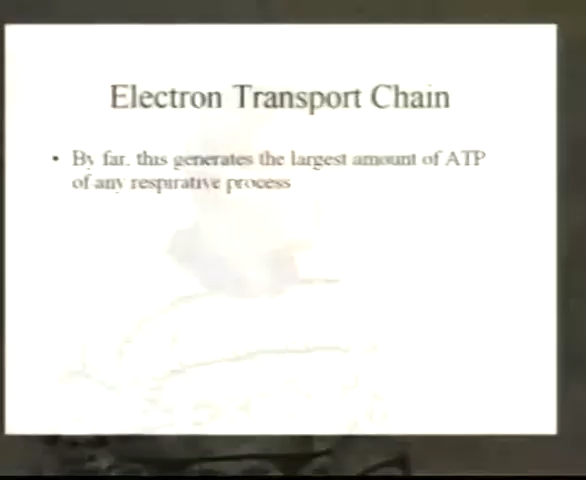 Electron Transport Chain
• By far, this generates the largest amount of ATP
of any respirative process